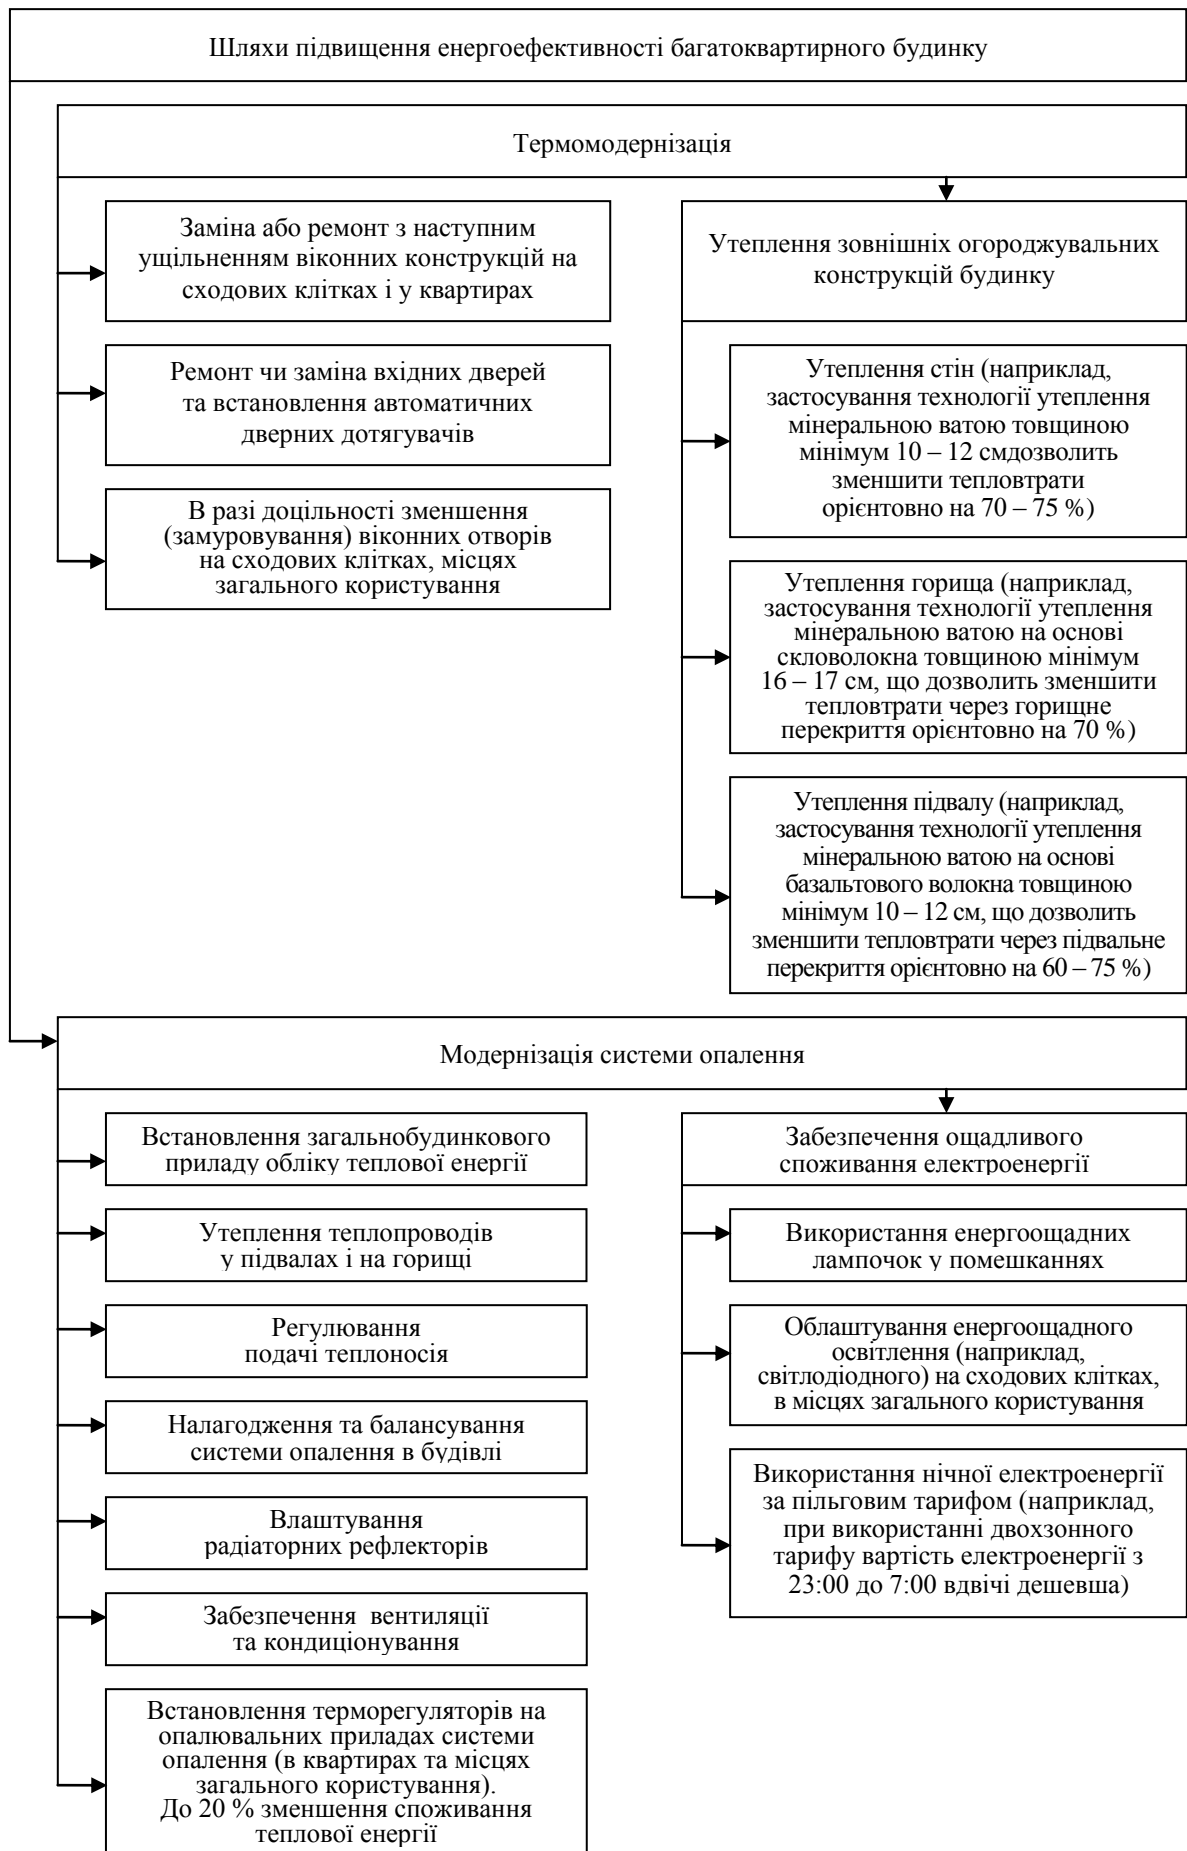 Шляхи підвищення енергоефективності багатоквартирного будинку
Термомодернізація
Заміна або ремонт з наступним
ущільненням віконних конструкцій на
сходових клітках і у квартирах
Ремонт чи заміна вхідних дверей
та встановлення автоматичних
дверних дотягувачів
В разі доцільності зменшення
(замуровування) віконних отворів
на сходових клітках, місцях
загального користування
Утеплення зовнішніх огороджувальних
конструкцій будинку
Утеплення стін (наприклад,
застосування технології утеплення
мінеральною ватою товщиною
мінімум 10 – 12 смдозволить
зменшити тепловтрати
орієнтовно на 70 – 75 %)
Утеплення горища (наприклад,
застосування технології утеплення
мінеральною ватою на основі
скловолокна товщиною мінімум
16 – 17 см, що дозволить зменшити
тепловтрати через горищне
перекриття орієнтовно на 70 %)
Утеплення підвалу (наприклад,
застосування технології утеплення
мінеральною ватою на основі
базальтового волокна товщиною
мінімум 10 – 12 см, що дозволить
зменшити тепловтрати через підвальне
перекриття орієнтовно на 60 – 75 %)
Модернізація системи опалення
Встановлення загальнобудинкового
приладу обліку теплової енергії
Утеплення теплопроводів
у підвалах і на горищі
Регулювання
подачі теплоносія
Налагодження та балансування
системи опалення в будівлі
Влаштування
радіаторних рефлекторів
Забезпечення вентиляції
та кондиціонування
Встановлення терморегуляторів на
опалювальних приладах системи
опалення (в квартирах та місцях
загального користування).
До 20 % зменшення споживання
теплової енергії
Забезпечення ощадливого
споживання електроенергії
Використання енергоощадних
лампочок у помешканнях
Облаштування енергоощадного
освітлення (наприклад,
світлодіодного) на сходових клітках,
в місцях загального користування
Використання нічної електроенергії
за пільговим тарифом (наприклад,
при використанні двохзонного
тарифу вартість електроенергії з
23:00 до 7:00 вдвічі дешевша)